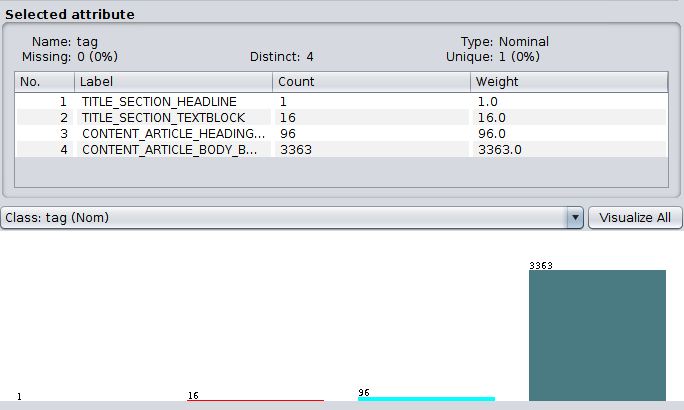 Selected attribute
Name: tag Type: Nominal
Missing: 0 (0%) Distinct: 4 Unique: 1 (0%)
No. Label Count Weight
1 TITLE_SECTION_HEADLINE 1 1.0
2 TITLE_SECTION_TEXTBLOCK 16 16.0
3 CONTENT_ARTICLE_HEADING... 96 96.0
4 CONTENT_ARTICLE_BODY_B... 3363 3363.0
Class: tag (Nom) Visualize All
3363
96
16
1